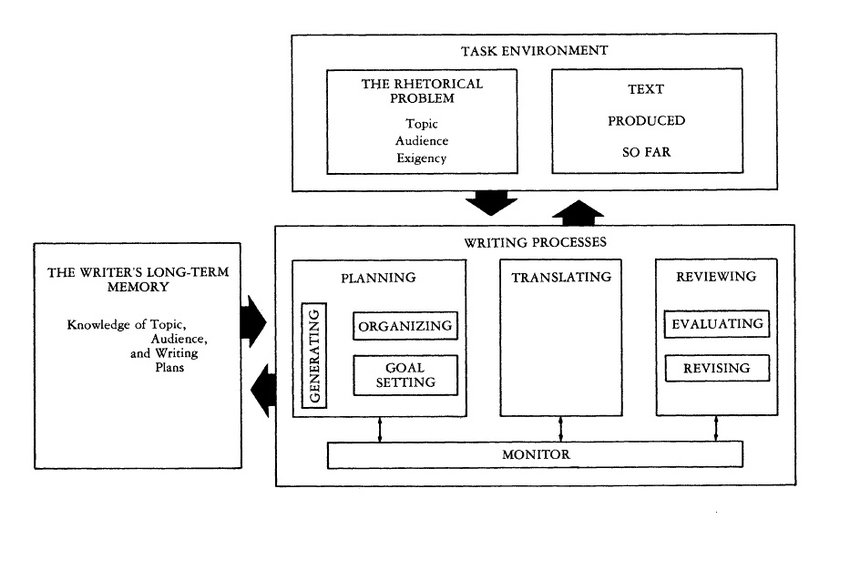 TASK ENVIRONMENT
THE RHETORICAL
PROBLEM
Topic
Audience
Exigency
TEXT
PRODUCED
SO FAR
THE WRITER'S LONG-TERM
MEMORY
Knowledge of Topic,
Audience,
and Writing
Plans
WRITING PROCESSES
PLANNING
GENERATING
ORGANIZING
GOAL
SETTING
TRANSLATING
REVIEWING
EVALUATING
REVISING
MONITOR